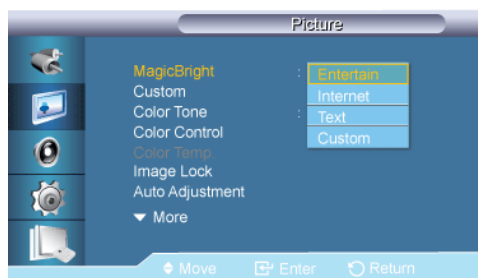 Picture
MagicBright : Entertain
Custom Internet
Color Tone : Text
Color Control Custom
Color Temp.
Image Lock
Auto Adjustment
▼ More
Move Enter Return